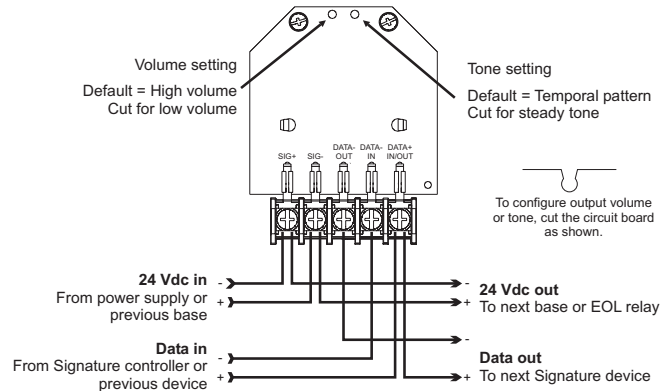 Volume setting
Default = High volume
Cut for low volume
Tone setting
Default = Temporal pattern
Cut for steady tone
SIG+
SIG-
DATA-
OUT
DATA-
IN
DATA+
IN/OUT
To configure output volume
or tone, cut the circuit board
as shown.
24 Vdc in
From power supply or
previous base
-
+
-
+
24 Vdc out
To next base or EOL relay
Data in
From Signature controller or
previous device
-
+
-
+
Data out
To next Signature device